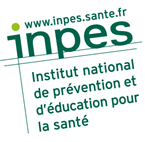 www.inpes.sante.fr
inpes
Institut national
de prévention et
d'éducation pour
la santé